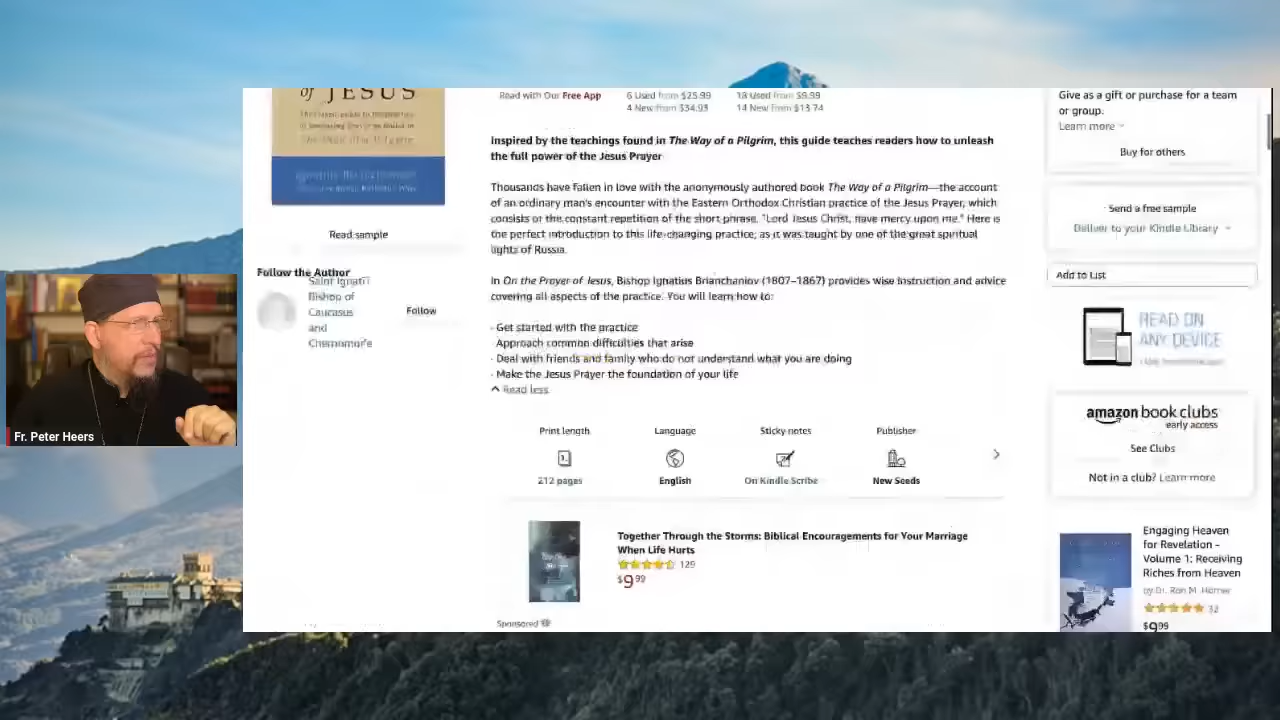 of JESUS
Read sample
Follow the Author
Saint Ignatii
Bishop of
Caucasus
and
Follow
Fr. Peter Heers
Read with Our Free App
6 Used from $25.99
4 New from $34.93
18 Used from $9.99
14 New from $13.74
Inspired by the teachings found in The Way of a Pilgrim, this guide teaches readers how to unleash
the full power of the Jesus Prayer
Thousands have fallen in love with the anonymously authored book The Way of a Pilgrim—the account
of an ordinary man's encounter with the Eastern Orthodox Christian practice of the Jesus Prayer, which
consists of the constant repetition of the short phrase, "Lord Jesus Christ, have mercy upon me." Here is
the perfect introduction to this life-changing practice, as it was taught by one of the great spiritual
lights of Russia.
In On the Prayer of Jesus, Bishop Ignatius Brianchaniov (1807–1867) provides wise instruction and advice
covering all aspects of the practice. You will learn how to:
· Get started with the practice
Approach common difficulties that arise
· Deal with friends and family who do not understand what you are doing
· Make the Jesus Prayer the foundation of your life
Read less
Print length
212 pages
Language
English
Sticky notes
On Kindle Scribe
Publisher
New Seeds
Together Through the Storms: Biblical Encouragements for Your Marriage
When Life Hurts
129
$9.99
Sponsored
Give as a gift or purchase for a team
or group.
Learn more
Buy for others
Send a free sample
Deliver to your Kindle Library
Add to List
READ ON
ANY DEVICE
amazon book clubs
early access
See Clubs
Not in a club? Learn more
Engaging Heaven
for Revelation –
Volume 1: Receiving
Riches from Heaven
by Dr. Ron M. Horner
32
$9.99